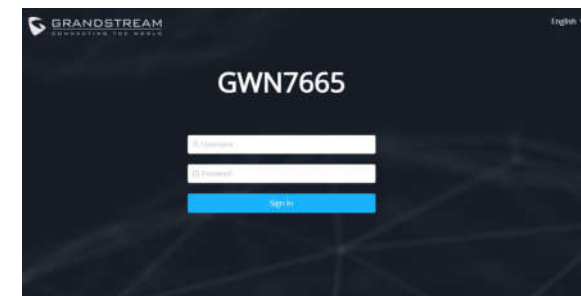 GRANDSTREAM
CONNECTING THE WORLD
English
GWN7665
Username
Password
Sign in